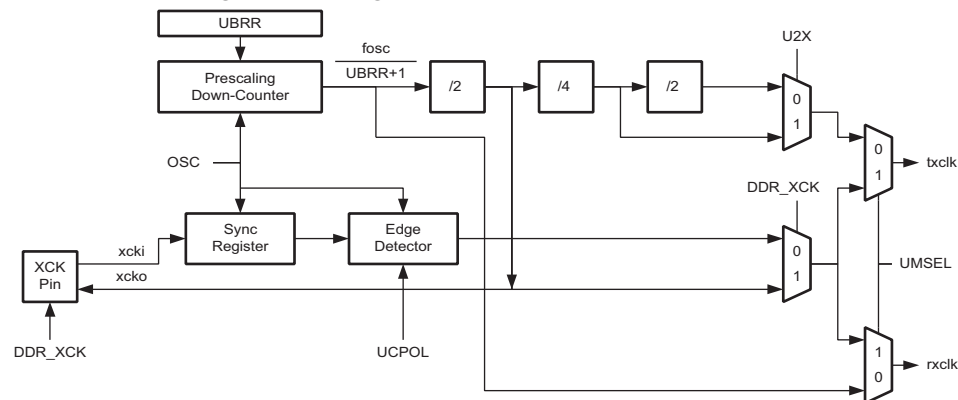 UBRR
U2X
fosc
UBRR+1
Prescaling
Down-Counter
/2
/4
/2
0
1
0
1
txclk
OSC
DDR_XCK
Sync
Register
Edge
Detector
0
1
xcki
xcko
XCK
Pin
UMSEL
DDR_XCK
UCPOL
1
0
rxclk